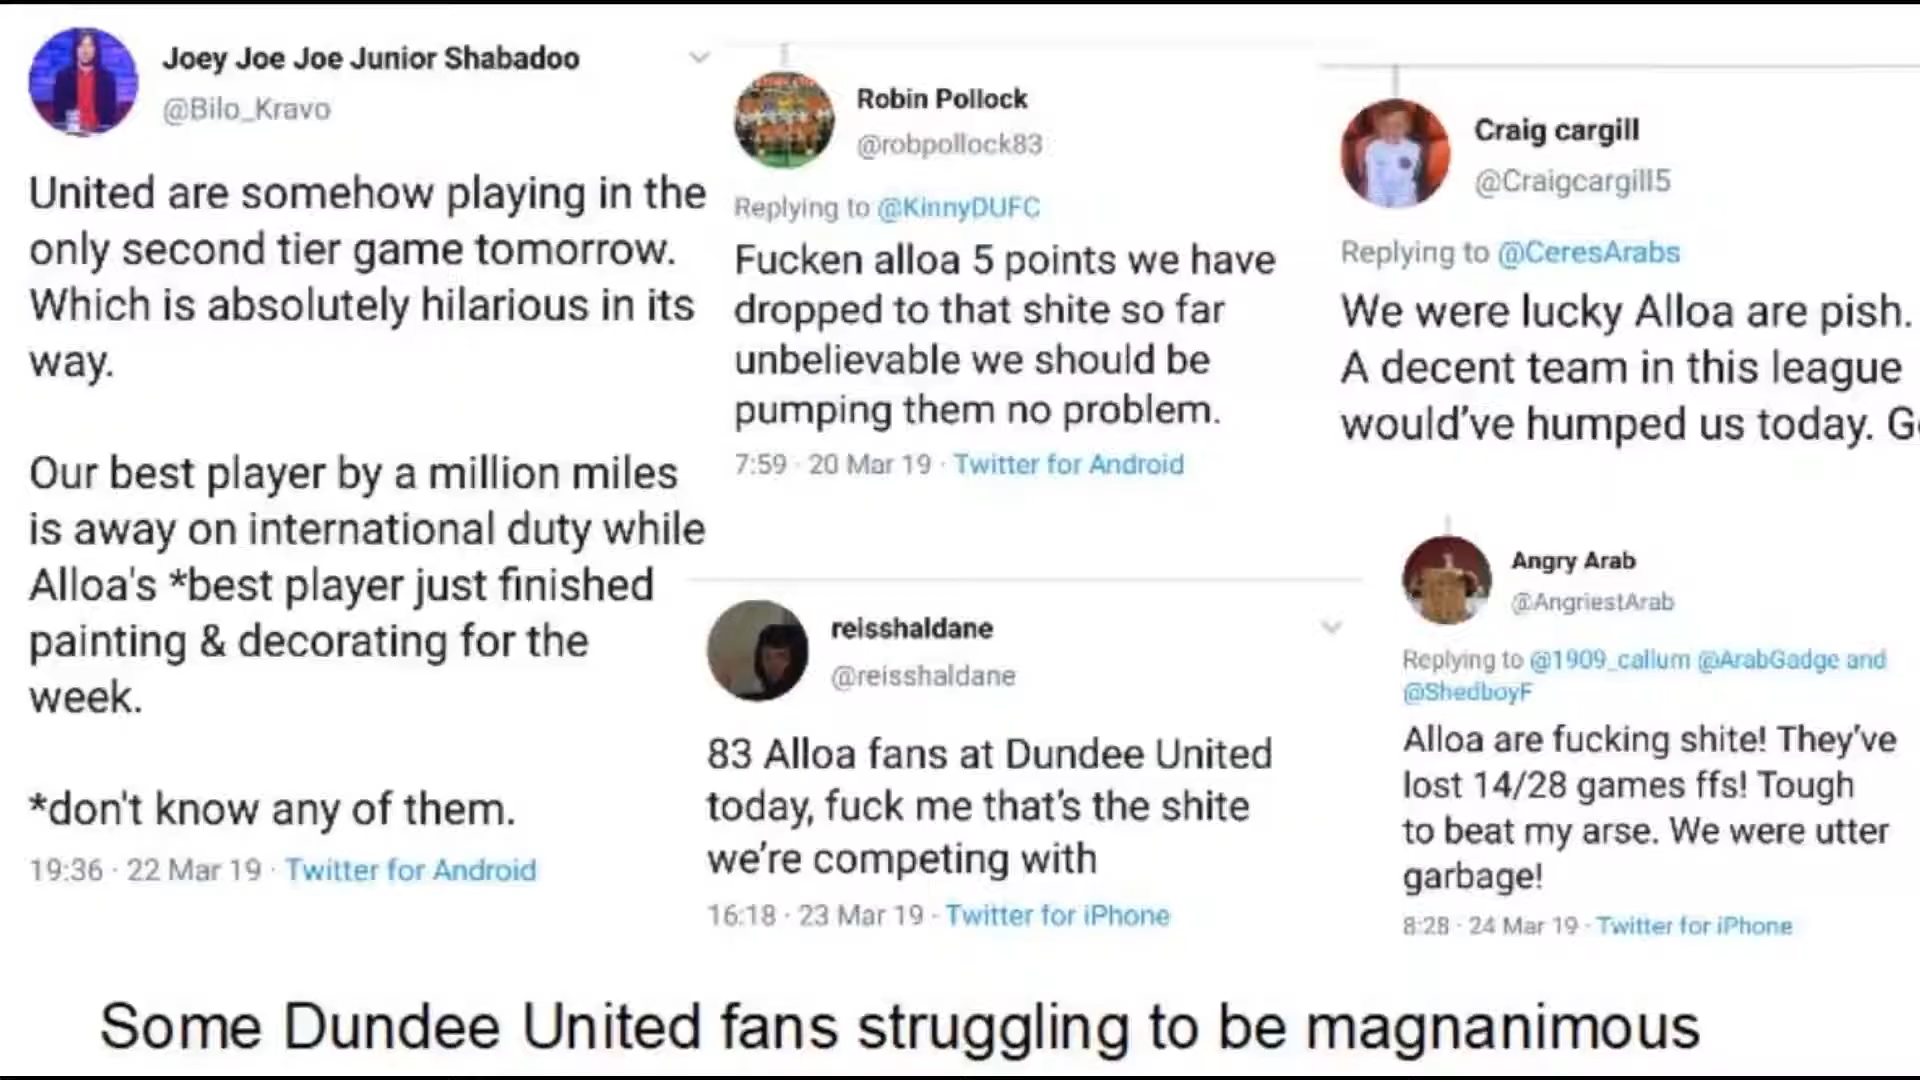 Joey Joe Joe Junior Shabadoo
@Bilo_Kravo
United are somehow playing in the
only second tier game tomorrow.
Which is absolutely hilarious in its
way.
Our best player by a million miles
is away on international duty while
Alloa's *best player just finished
painting & decorating for the
week.
*don't know any of them.
19:36 · 22 Mar 19 · Twitter for Android
Robin Pollock
@robpollock83
Replying to @KinnyDUFC
Fucken alloa 5 points we have
dropped to that shite so far
unbelievable we should be
pumping them no problem.
7:59 · 20 Mar 19 · Twitter for Android
reisshaldane
@reisshaldane
83 Alloa fans at Dundee United
today, fuck me that's the shite
we're competing with
16:18 · 23 Mar 19 · Twitter for iPhone
Craig cargill
@Craigcargill5
Replying to @CeresArabs
We were lucky Alloa are pish.
A decent team in this league
would've humped us today.
Angry Arab
@AngriestArab
Replying to @1909_callum @ArabGadge and
@ShedboyF
Alloa are fucking shite! They've
lost 14/28 games ffs! Tough
to beat my arse. We were utter
garbage!
8:28 · 24 Mar 19 · Twitter for iPhone
Some Dundee United fans struggling to be magnanimous